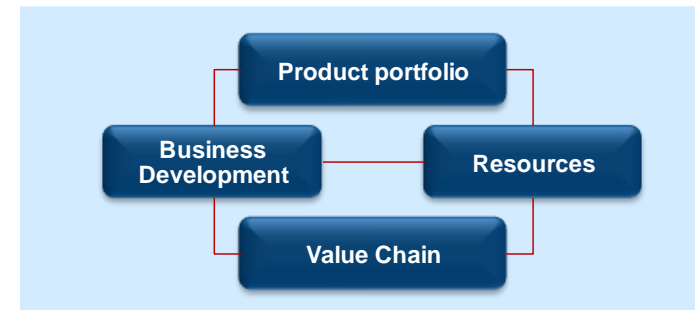 Product portfolio
Business
Development
Resources
Value Chain